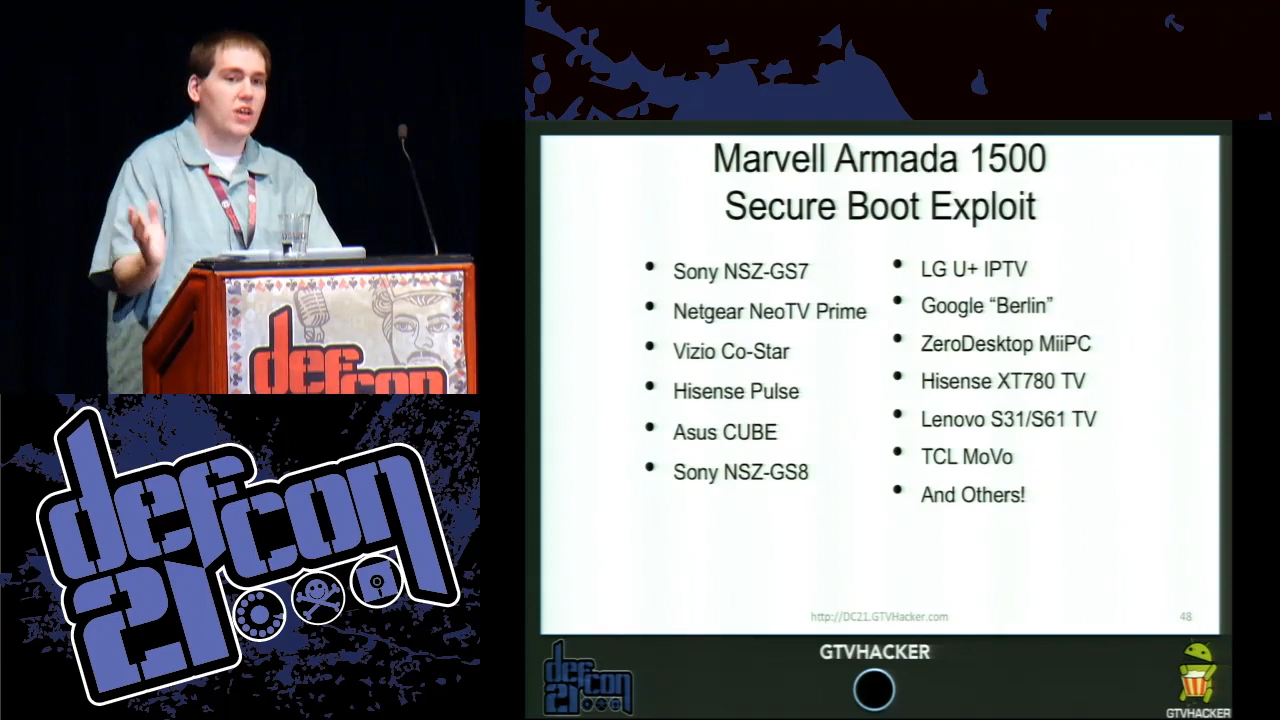 Marvell Armada 1500
Secure Boot Exploit
Sony NSZ-GS7
Netgear NeoTV Prime
Vizio Co-Star
Hisense Pulse
Asus CUBE
Sony NSZ-GS8
LG U+ IPTV
Google “Berlin”
ZeroDesktop MiiPC
Hisense XT780 TV
Lenovo S31/S61 TV
TCL MoVo
And Others!
http://DC21.GTVHacker.com
48
GTVHACKER
defcon
21
GTVHACKER
defcon
defcon
21